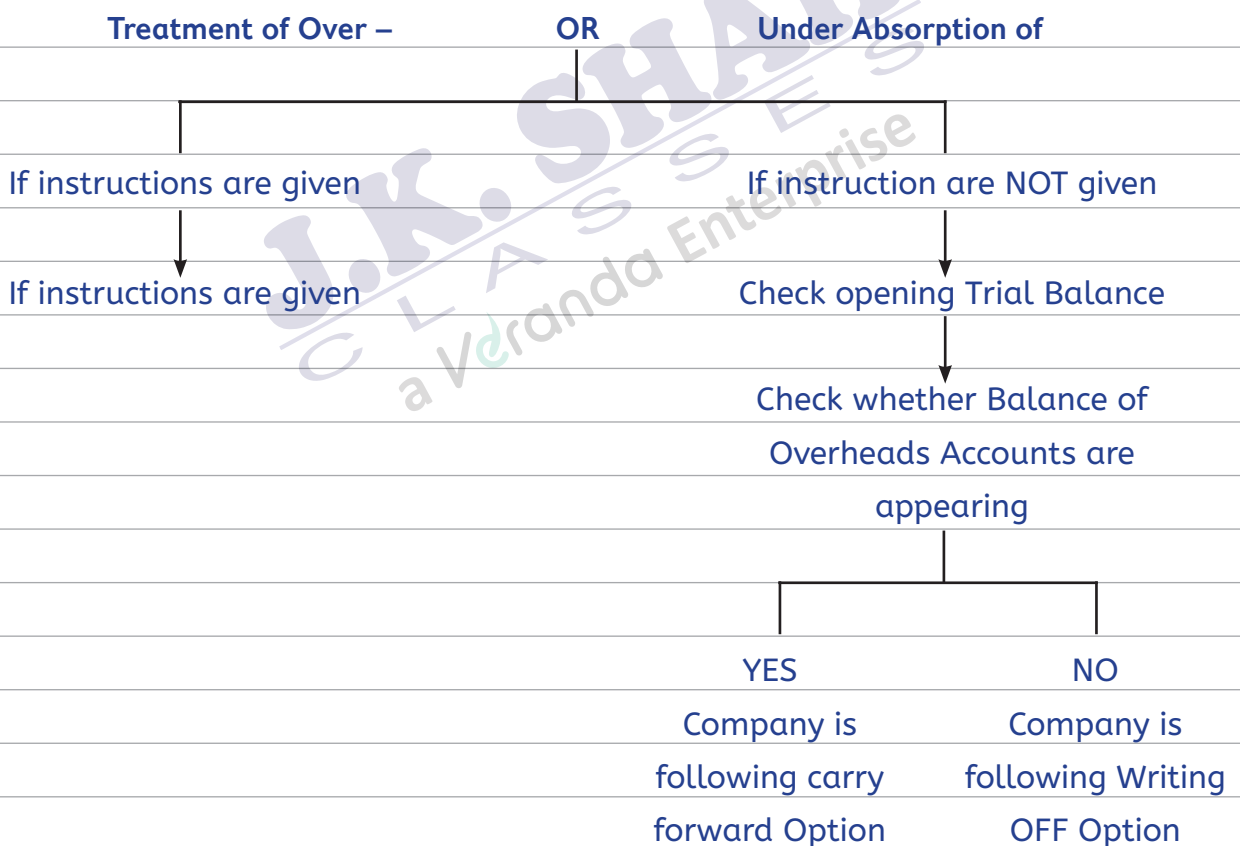 Treatment of Over – OR Under Absorption of
If instructions are given If instruction are NOT given
If instructions are given Check opening Trial Balance
Check whether Balance of
Overheads Accounts are
appearing
YES NO
Company is Company is
following carry following Writing
forward Option OFF Option
J.K. SHAH
CLASSES
a Veranda Enterprise